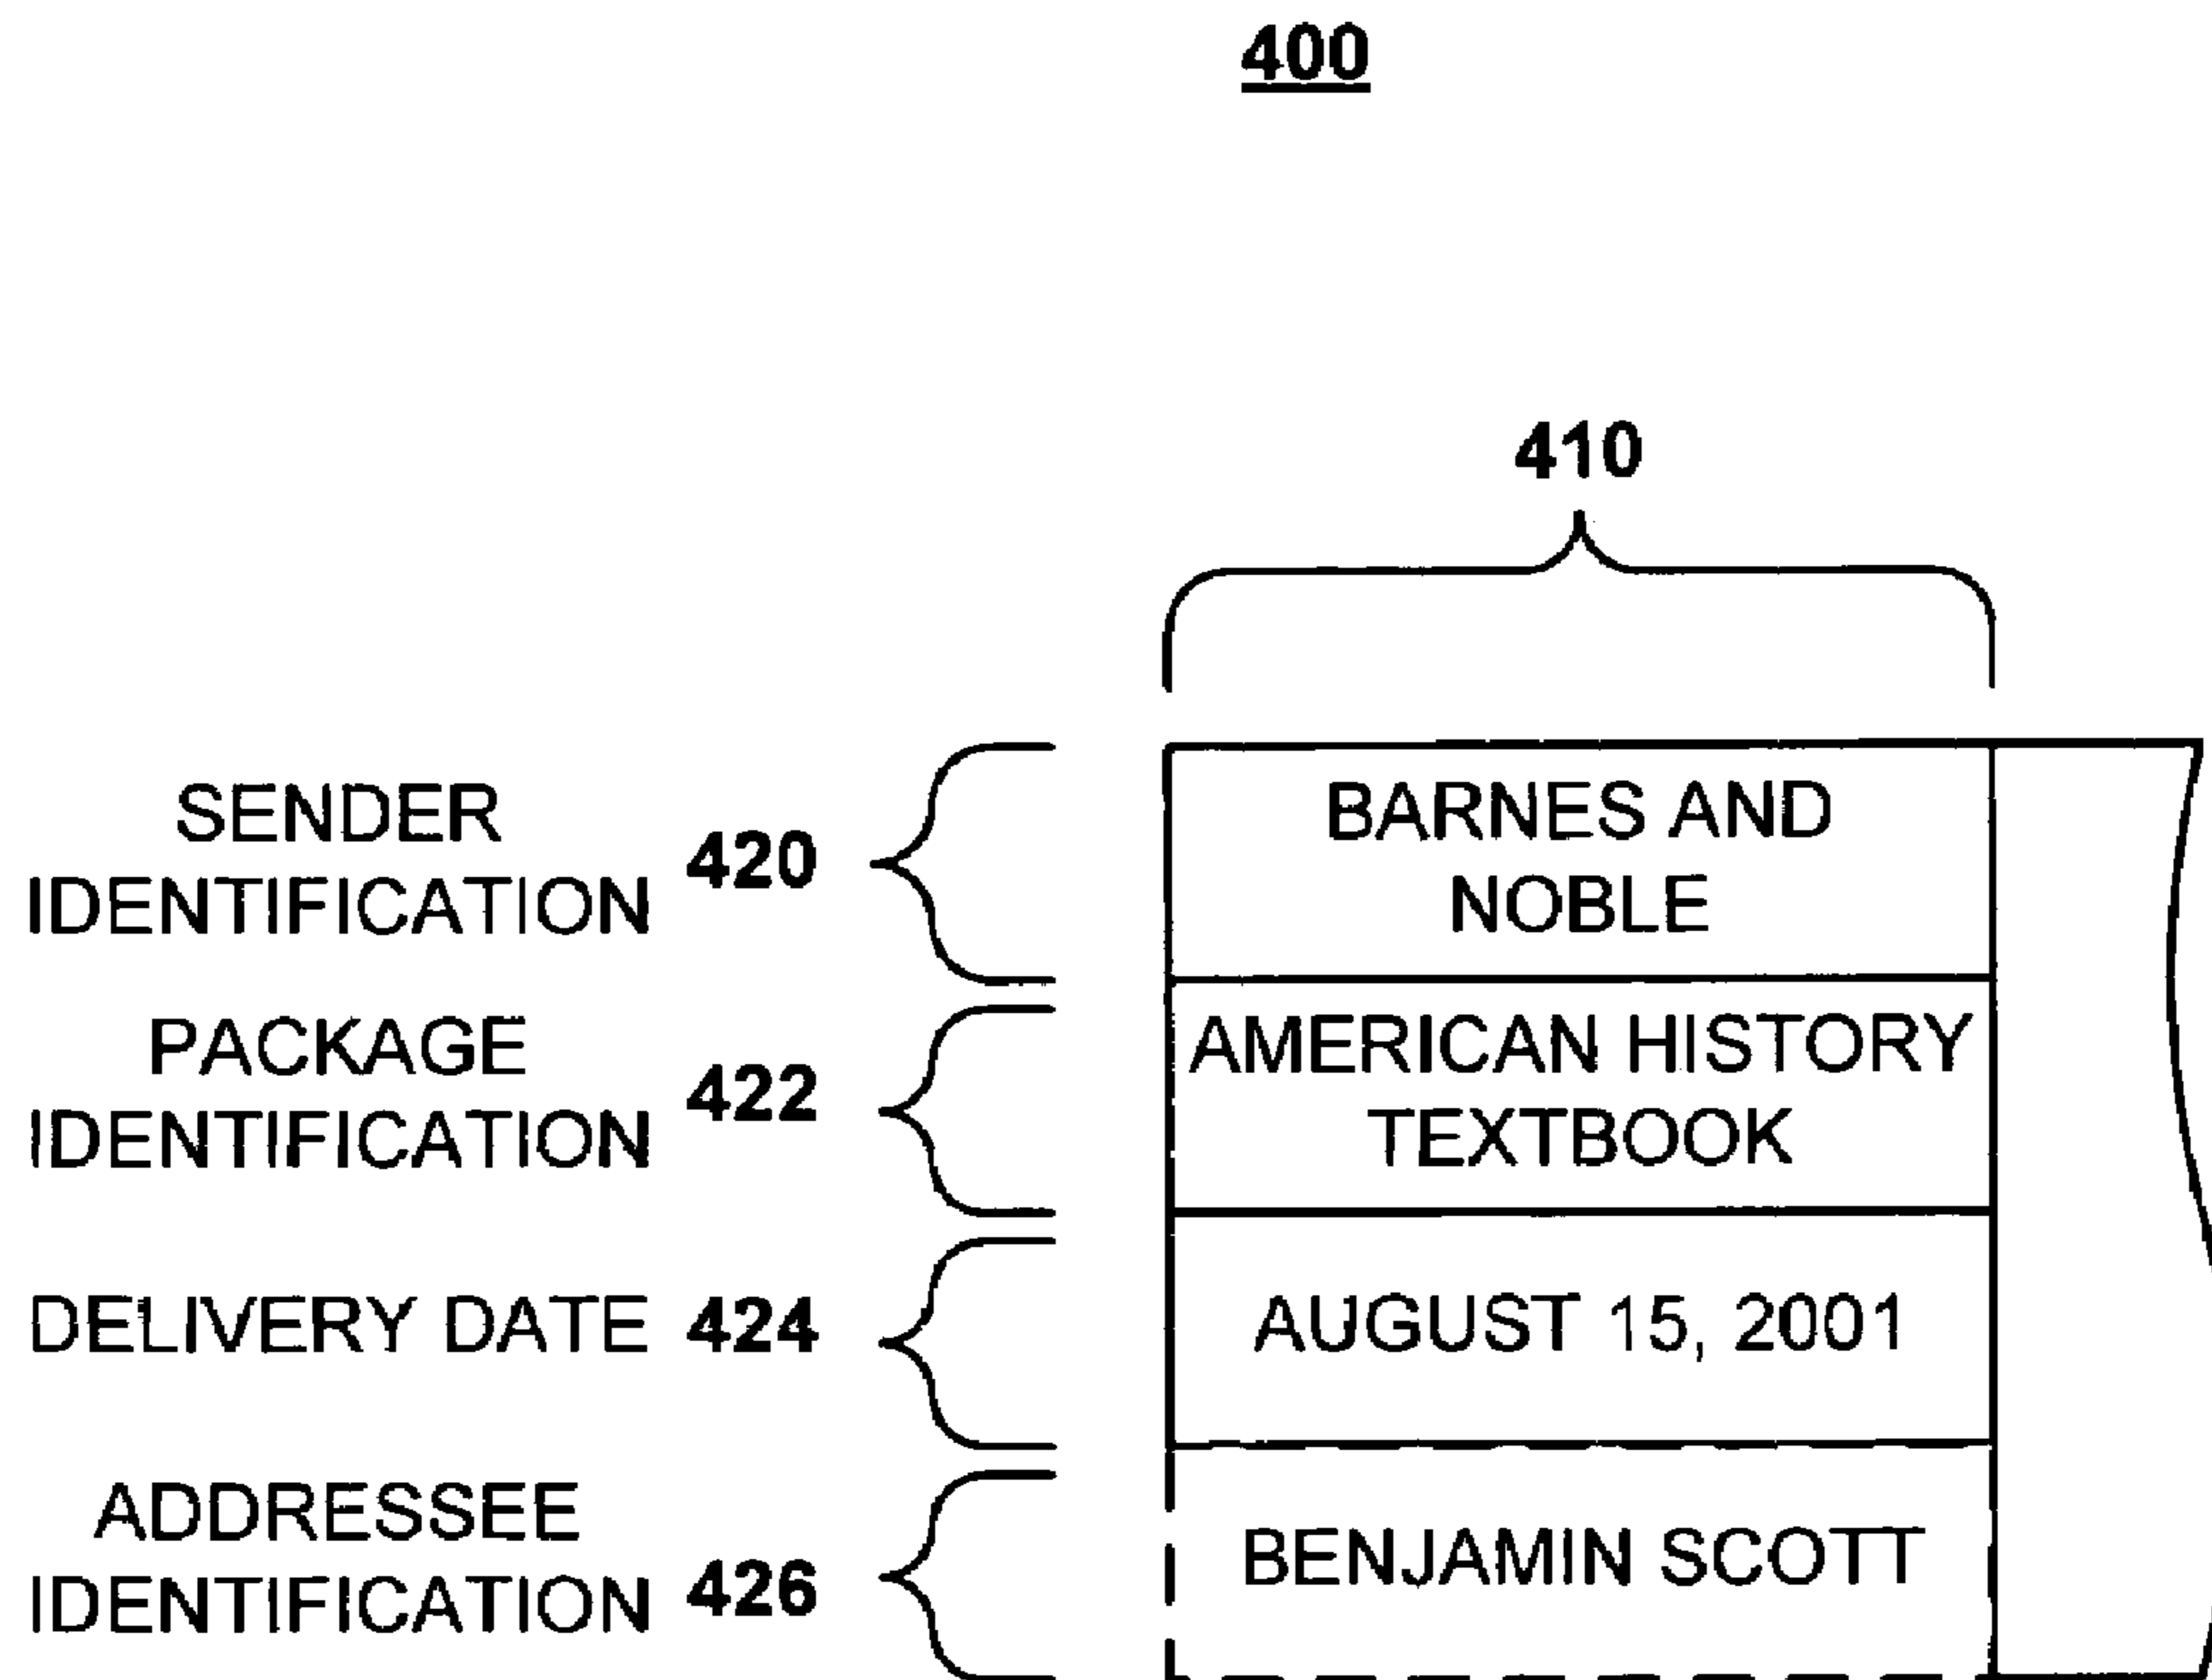 400
410
SENDER
IDENTIFICATION
420
BARNES AND
NOBLE
PACKAGE
IDENTIFICATION
422
AMERICAN HISTORY
TEXTBOOK
DELIVERY DATE 424
AUGUST 15, 2001
ADDRESSEE
IDENTIFICATION
426
BENJAMIN SCOTT